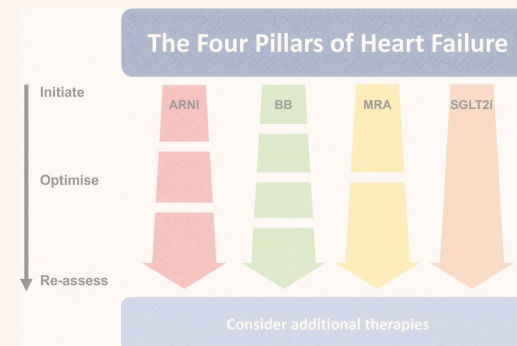 The Four Pillars of Heart Failure
Initiate
ARNI
BB
MRA
SGLT2i
Optimise
Re-assess
Consider additional therapies